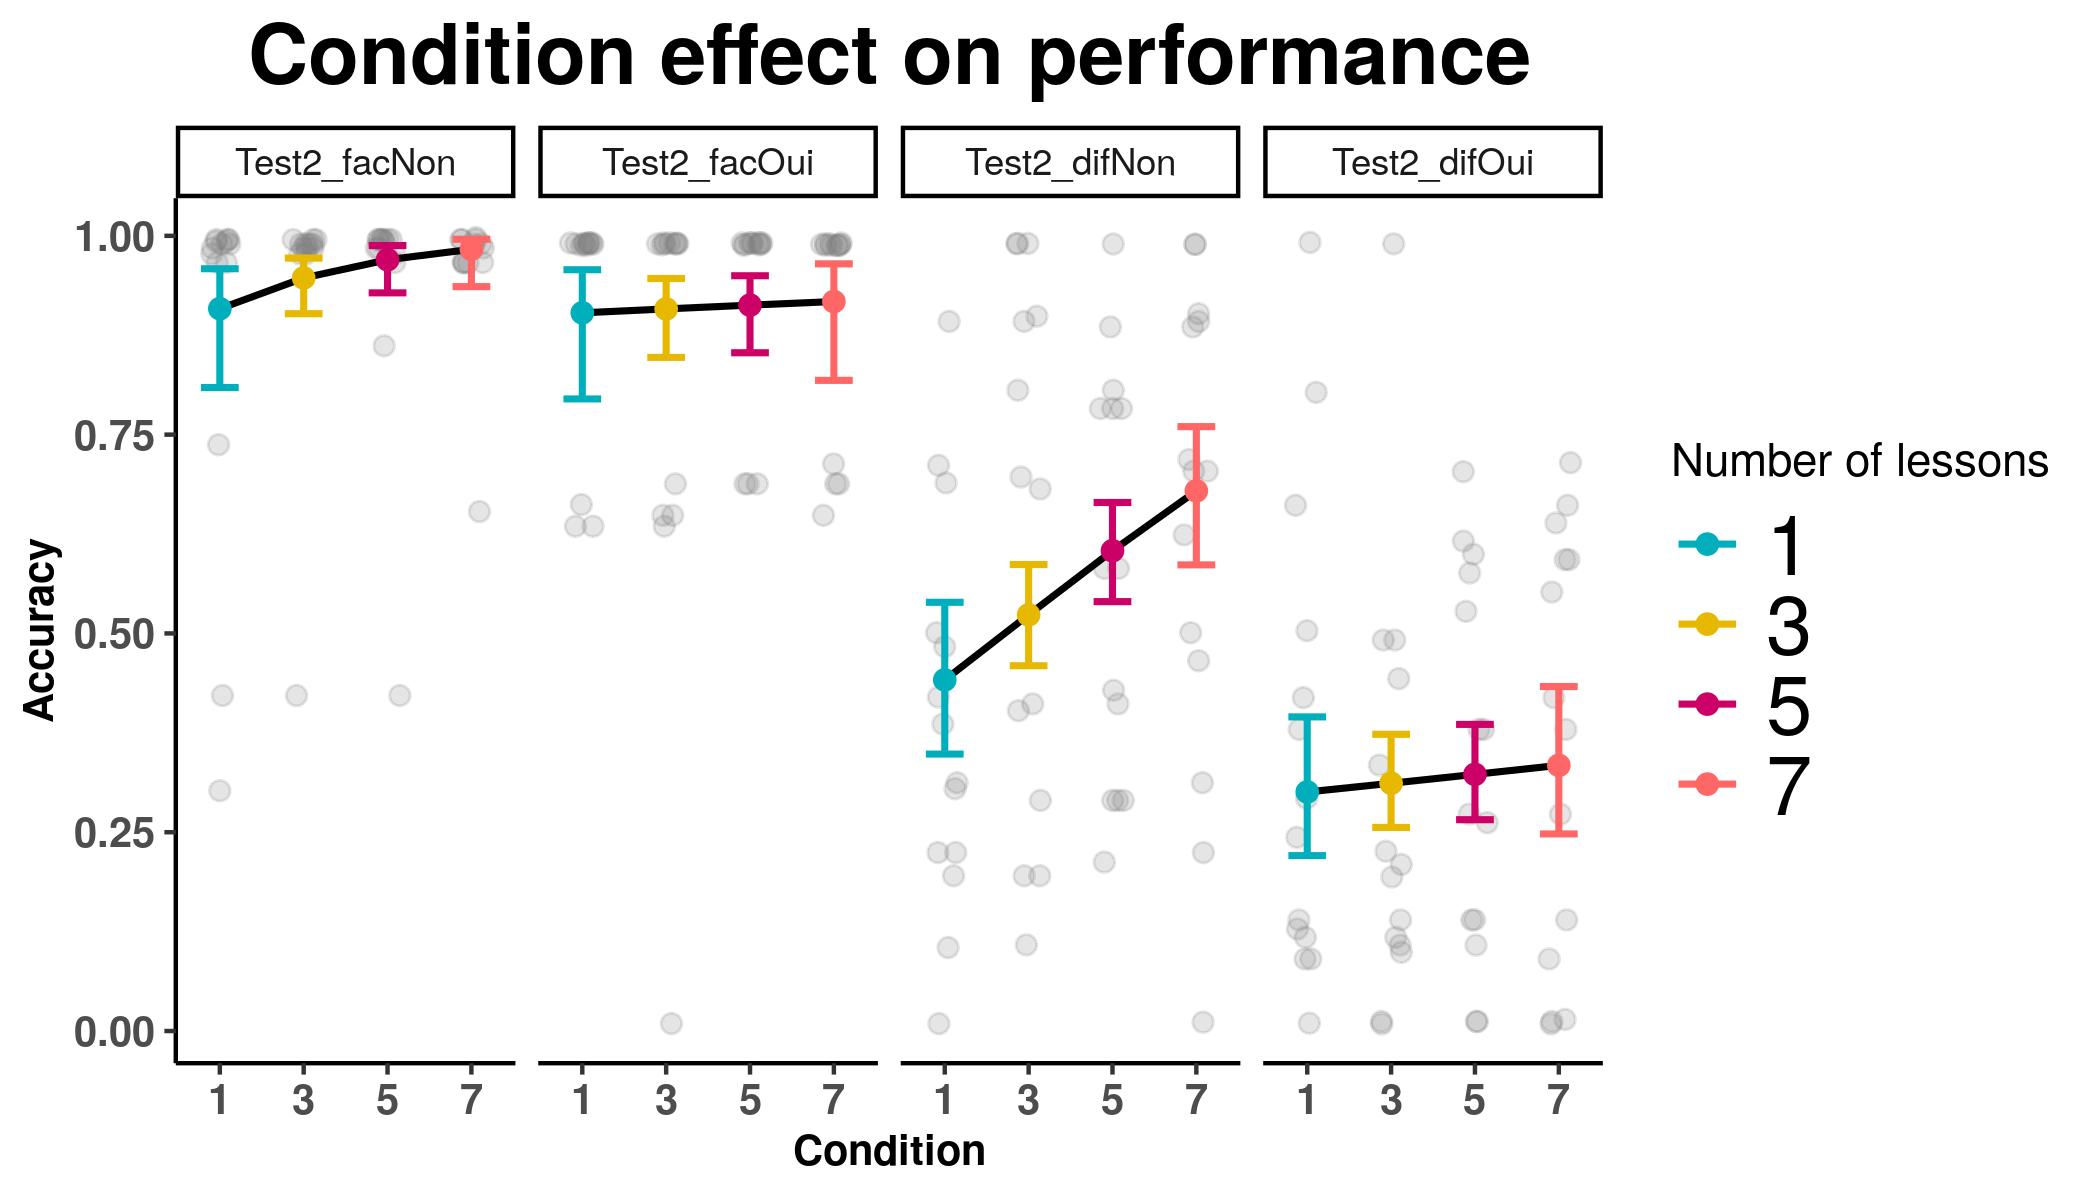 Condition effect on performance
Test2_facNon
Test2_facOui
Test2_difNon
Test2_difOui
1.00
0.75
0.50
0.25
0.00
Accuracy
1 3 5 7
1 3 5 7
1 3 5 7
1 3 5 7
Condition
Number of lessons
1
3
5
7